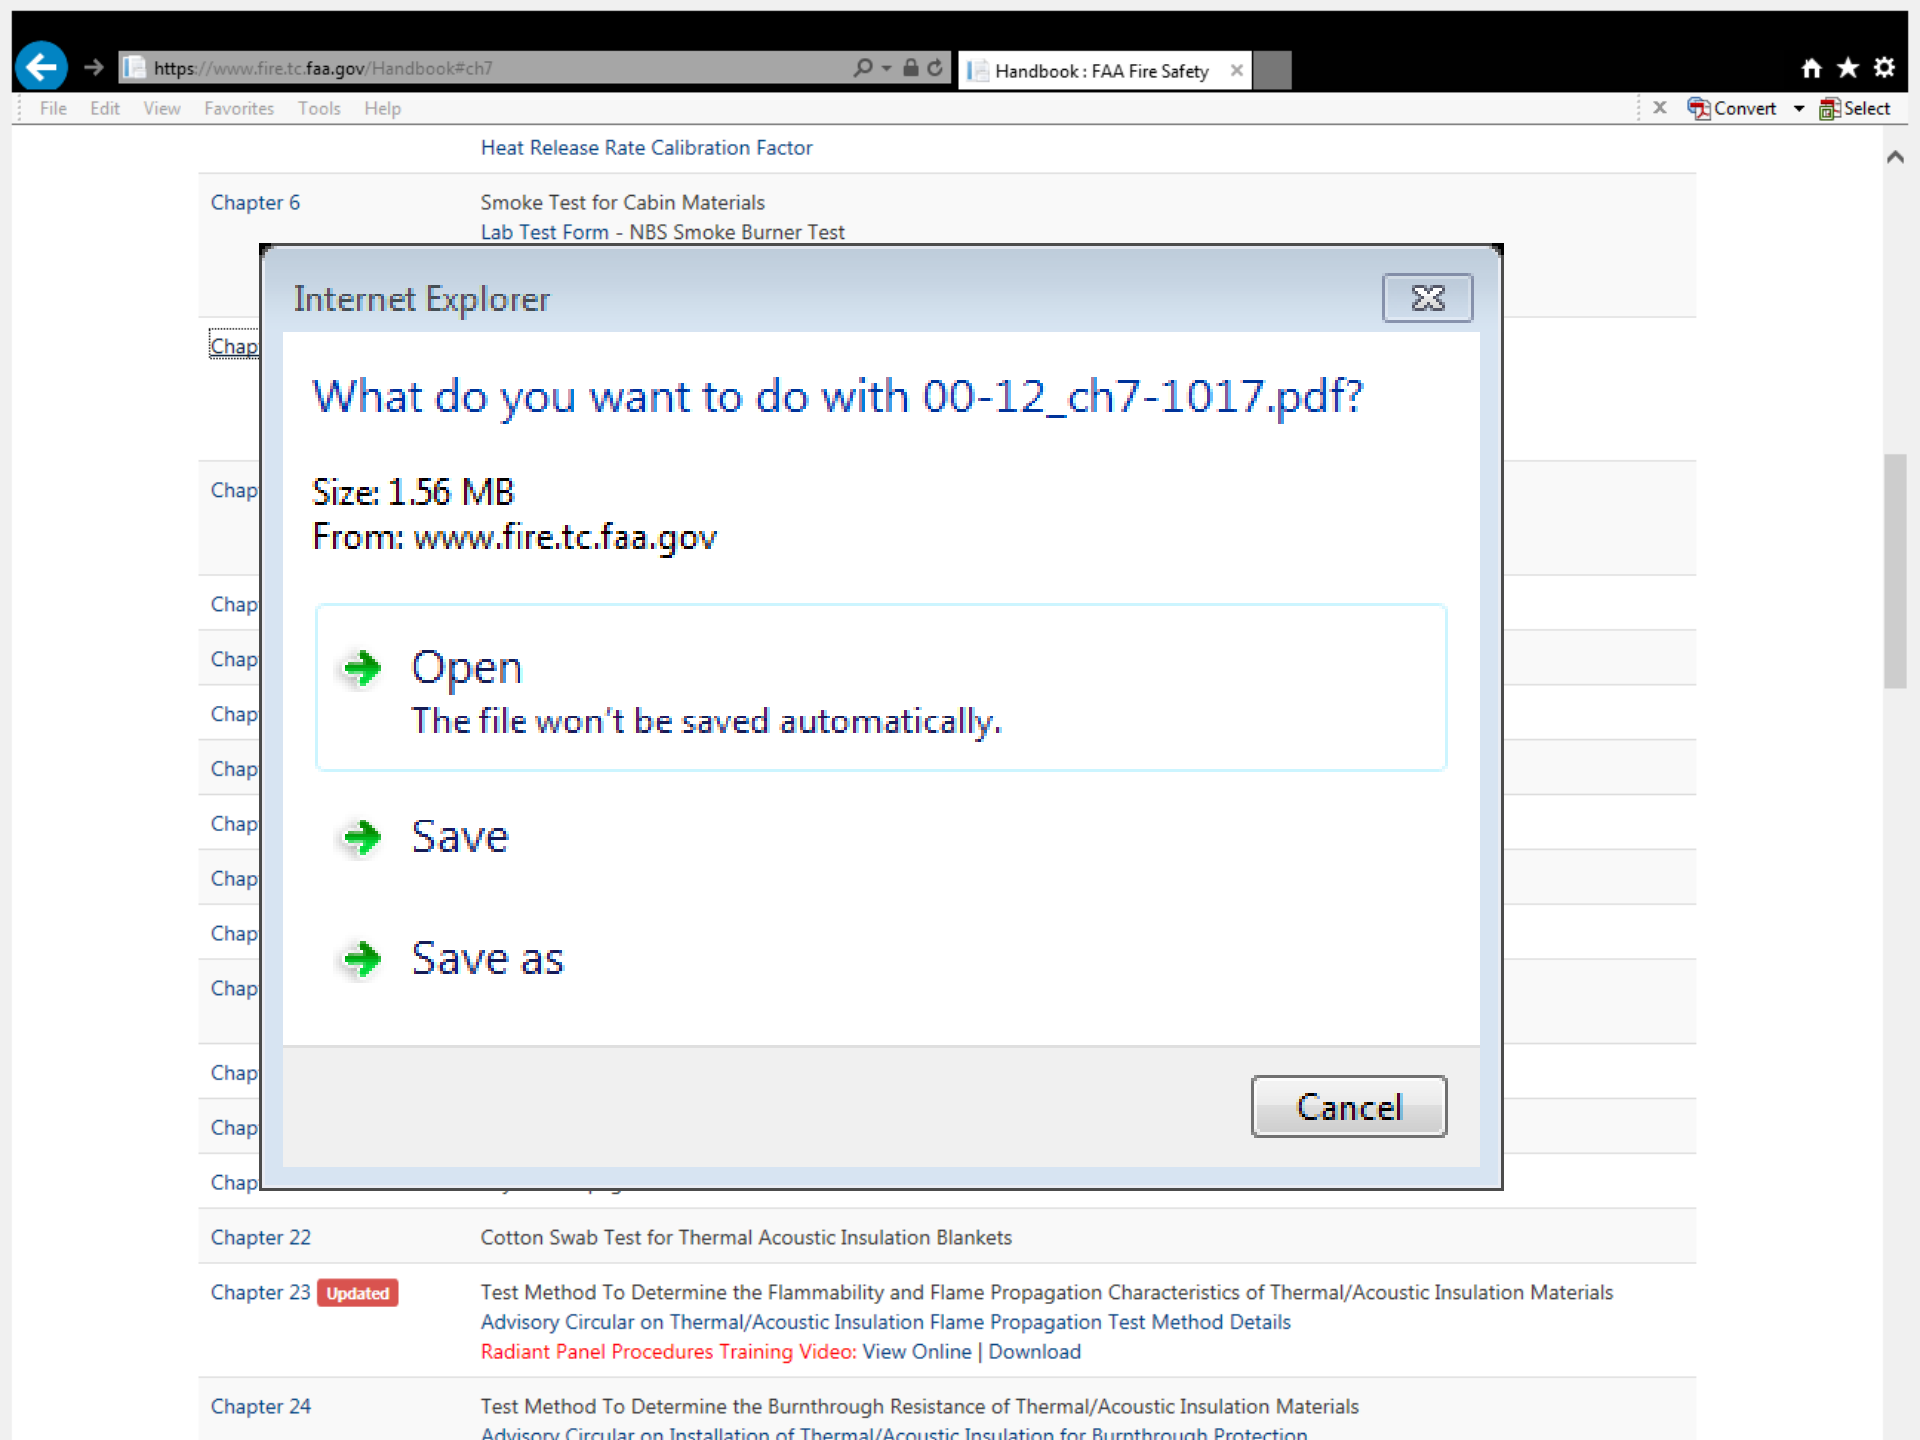 https://www.fire.tc.faa.gov/Handbook#ch7
Handbook : FAA Fire Safety
File Edit View Favorites Tools Help
Convert Select
Heat Release Rate Calibration Factor
Chapter 6 Smoke Test for Cabin Materials
Lab Test Form - NBS Smoke Burner Test
Internet Explorer
Chap
What do you want to do with 00-12_ch7-1017.pdf?
Chap
Size: 1.56 MB
From: www.fire.tc.faa.gov
Chap
Chap
Open
Chap
The file won't be saved automatically.
Chap
Chap
Save
Chap
Chap
Save as
Chap
Chap
Cancel
Chap
Chap
Chapter 22 Cotton Swab Test for Thermal Acoustic Insulation Blankets
Chapter 23 Updated Test Method To Determine the Flammability and Flame Propagation Characteristics of Thermal/Acoustic Insulation Materials
Advisory Circular on Thermal/Acoustic Insulation Flame Propagation Test Method Details
Radiant Panel Procedures Training Video: View Online | Download
Chapter 24 Test Method To Determine the Burnthrough Resistance of Thermal/Acoustic Insulation Materials
Advisory Circular on Installation of Thermal/Acoustic Insulation for Burnthrough Protection